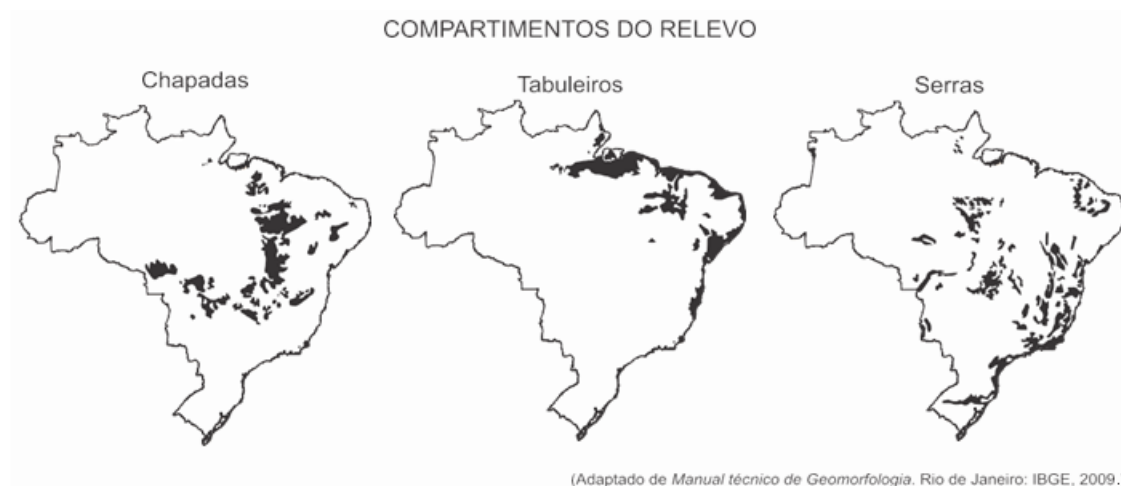 COMPARTIMENTOS DO RELEVO
Chapadas
Tabuleiros
Serras
(Adaptado de Manual técnico de Geomorfologia. Rio de Janeiro: IBGE, 2009.)